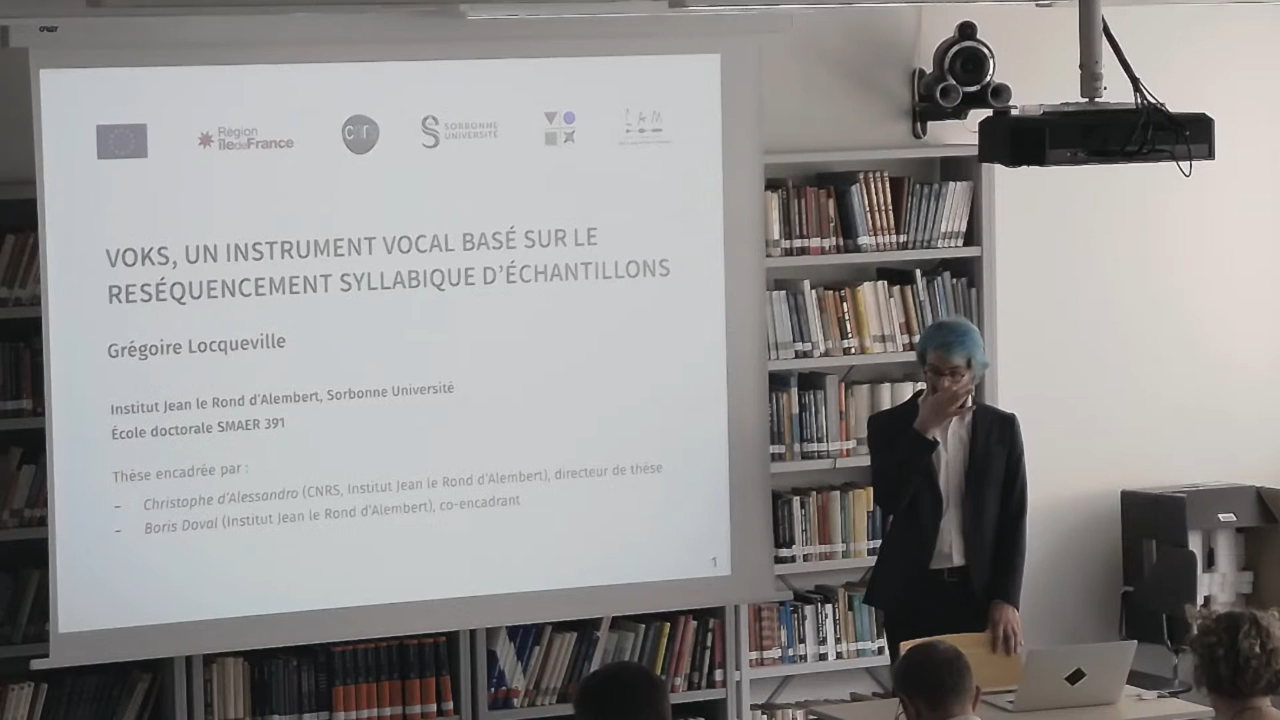 Région
îledeFrance
cnrs
SORBONNE
UNIVERSITÉ
LAM
VOKS, UN INSTRUMENT VOCAL BASÉ SUR LE
RESÉQUENCEMENT SYLLABIQUE D'ÉCHANTILLONS
Grégoire Locqueville
Institut Jean le Rond d'Alembert, Sorbonne Université
École doctorale SMAER 391
Thèse encadrée par :
– Christophe d'Alessandro (CNRS, Institut Jean le Rond d'Alembert), directeur de thèse
– Boris Doval (Institut Jean le Rond d'Alembert), co-encadrant
1